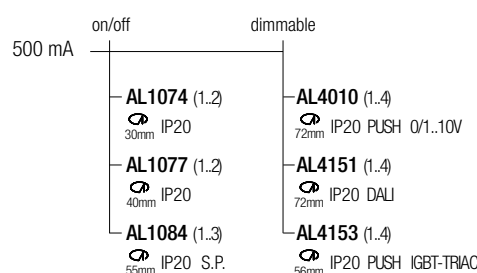 on/off dimmable
500 mA
AL1074 (1..2)
30mm IP20
AL1077 (1..2)
40mm IP20
AL1084 (1..3)
55mm IP20 S.P.
AL4010 (1..4)
72mm IP20 PUSH 0/1..10V
AL4151 (1..4)
72mm IP20 DALI
AL4153 (1..4)
56mm IP20 PUSH IGBT-TRIAC